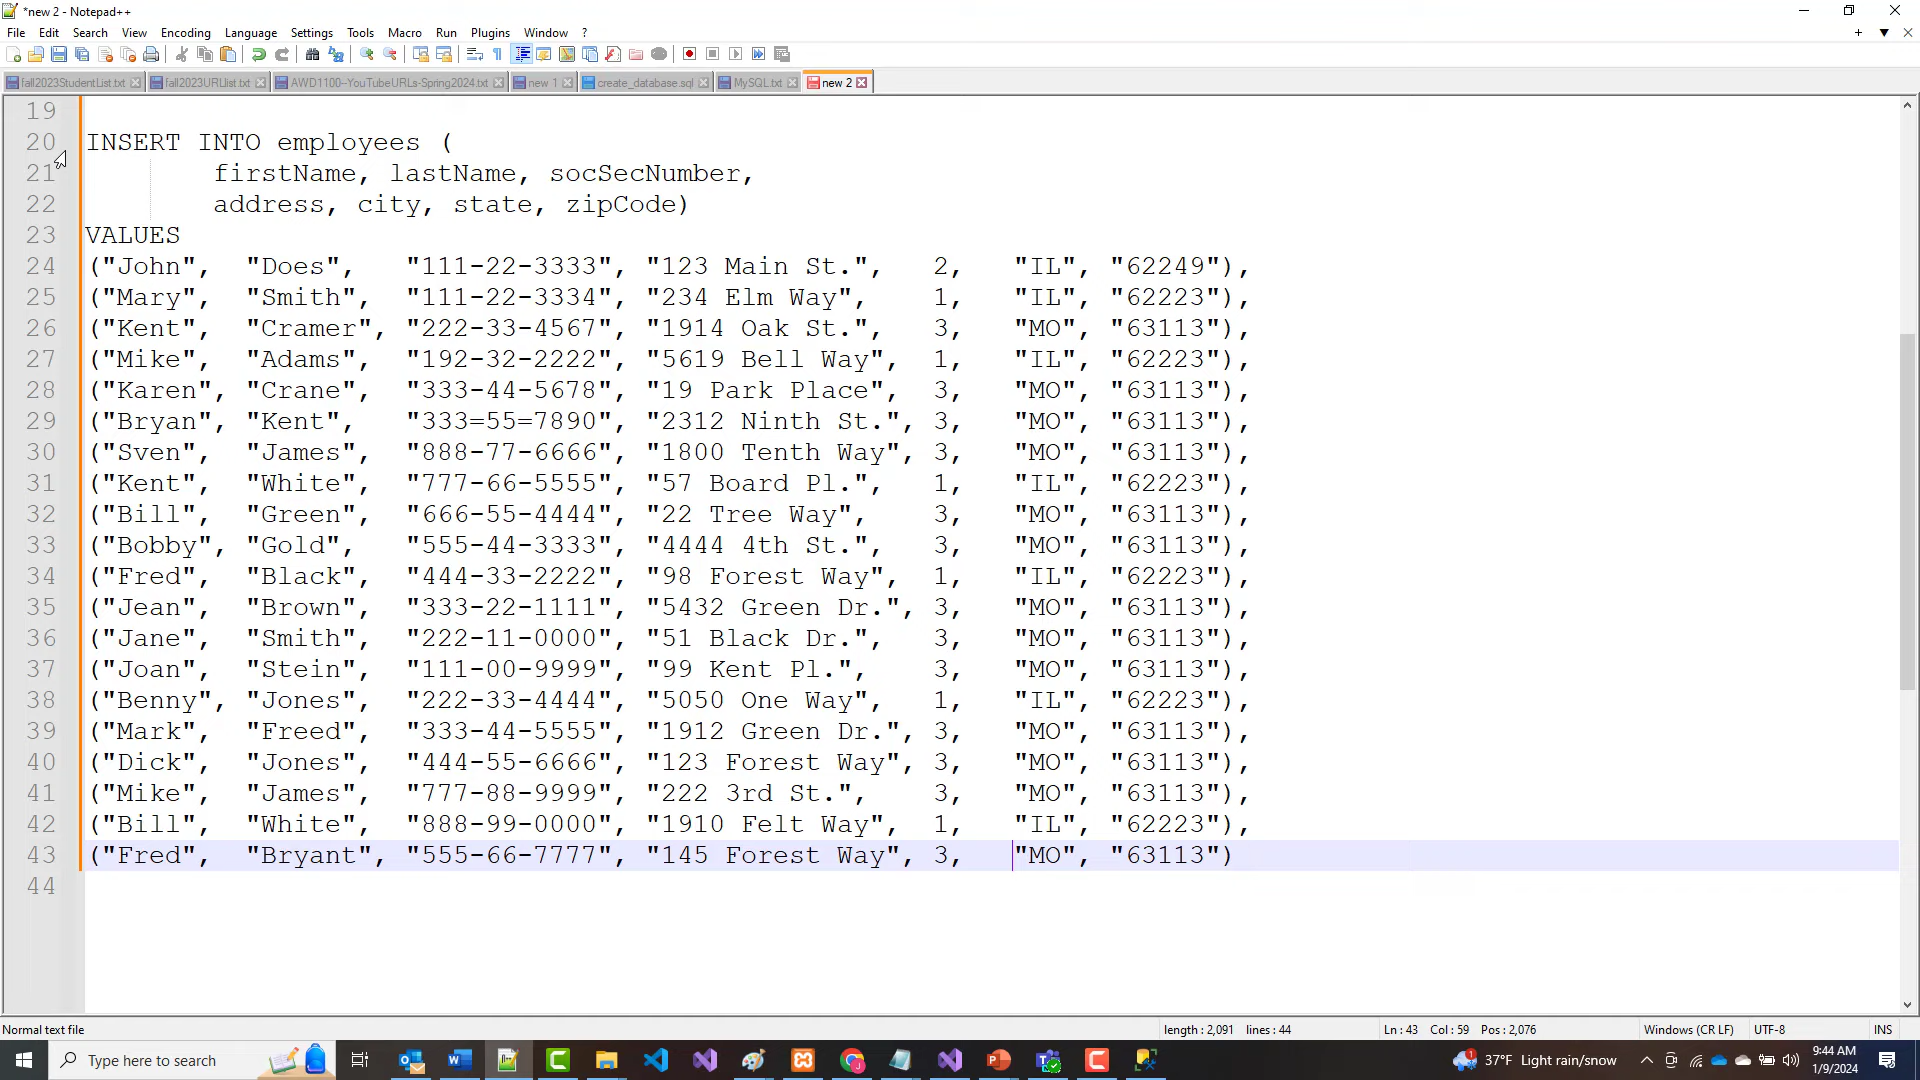 *new 2 - Notepad++
File Edit Search View Encoding Language Settings Tools Macro Run Plugins Window ?
fall2023StudentList.txt fall2023URLlist.txt AWD1100--YouTubeURLs-Spring2024.txt new 1 create_database.sql MySQL.txt new 2
19
20 INSERT INTO employees (
21 firstName, lastName, socSecNumber,
22 address, city, state, zipCode)
23 VALUES
24 ("John", "Does", "111-22-3333", "123 Main St.", 2, "IL", "62249"),
25 ("Mary", "Smith", "111-22-3334", "234 Elm Way", 1, "IL", "62223"),
26 ("Kent", "Cramer", "222-33-4567", "1914 Oak St.", 3, "MO", "63113"),
27 ("Mike", "Adams", "192-32-2222", "5619 Bell Way", 1, "IL", "62223"),
28 ("Karen", "Crane", "333-44-5678", "19 Park Place", 3, "MO", "63113"),
29 ("Bryan", "Kent", "333=55=7890", "2312 Ninth St.", 3, "MO", "63113"),
30 ("Sven", "James", "888-77-6666", "1800 Tenth Way", 3, "MO", "63113"),
31 ("Kent", "White", "777-66-5555", "57 Board Pl.", 1, "IL", "62223"),
32 ("Bill", "Green", "666-55-4444", "22 Tree Way", 3, "MO", "63113"),
33 ("Bobby", "Gold", "555-44-3333", "4444 4th St.", 3, "MO", "63113"),
34 ("Fred", "Black", "444-33-2222", "98 Forest Way", 1, "IL", "62223"),
35 ("Jean", "Brown", "333-22-1111", "5432 Green Dr.", 3, "MO", "63113"),
36 ("Jane", "Smith", "222-11-0000", "51 Black Dr.", 3, "MO", "63113"),
37 ("Joan", "Stein", "111-00-9999", "99 Kent Pl.", 3, "MO", "63113"),
38 ("Benny", "Jones", "222-33-4444", "5050 One Way", 1, "IL", "62223"),
39 ("Mark", "Freed", "333-44-5555", "1912 Green Dr.", 3, "MO", "63113"),
40 ("Dick", "Jones", "444-55-6666", "123 Forest Way", 3, "MO", "63113"),
41 ("Mike", "James", "777-88-9999", "222 3rd St.", 3, "MO", "63113"),
42 ("Bill", "White", "888-99-0000", "1910 Felt Way", 1, "IL", "62223"),
43 ("Fred", "Bryant", "555-66-7777", "145 Forest Way", 3, "MO", "63113")
44
Normal text file length : 2,091 lines : 44 Ln : 43 Col : 59 Pos : 2,076 Windows (CR LF) UTF-8 INS
Type here to search 37°F Light rain/snow 9:44 AM
1/9/2024